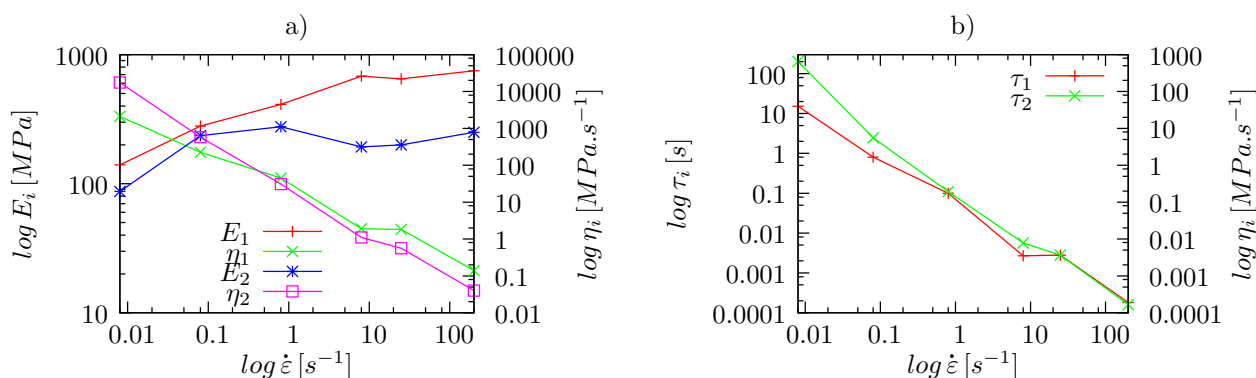 a)
1000
100
10
log E_i [MPa]
100000
10000
1000
100
10
1
0.1
0.01
log η_i [MPa.s^{-1}]
E_1
η_1
E_2
η_2
0.01 0.1 1 10 100
log ε̇ [s^{-1}]
b)
100
10
1
0.1
0.01
0.001
0.0001
log τ_i [s]
1000
100
10
1
0.1
0.01
0.001
0.0001
log η_i [MPa.s^{-1}]
τ_1
τ_2
0.01 0.1 1 10 100
log ε̇ [s^{-1}]